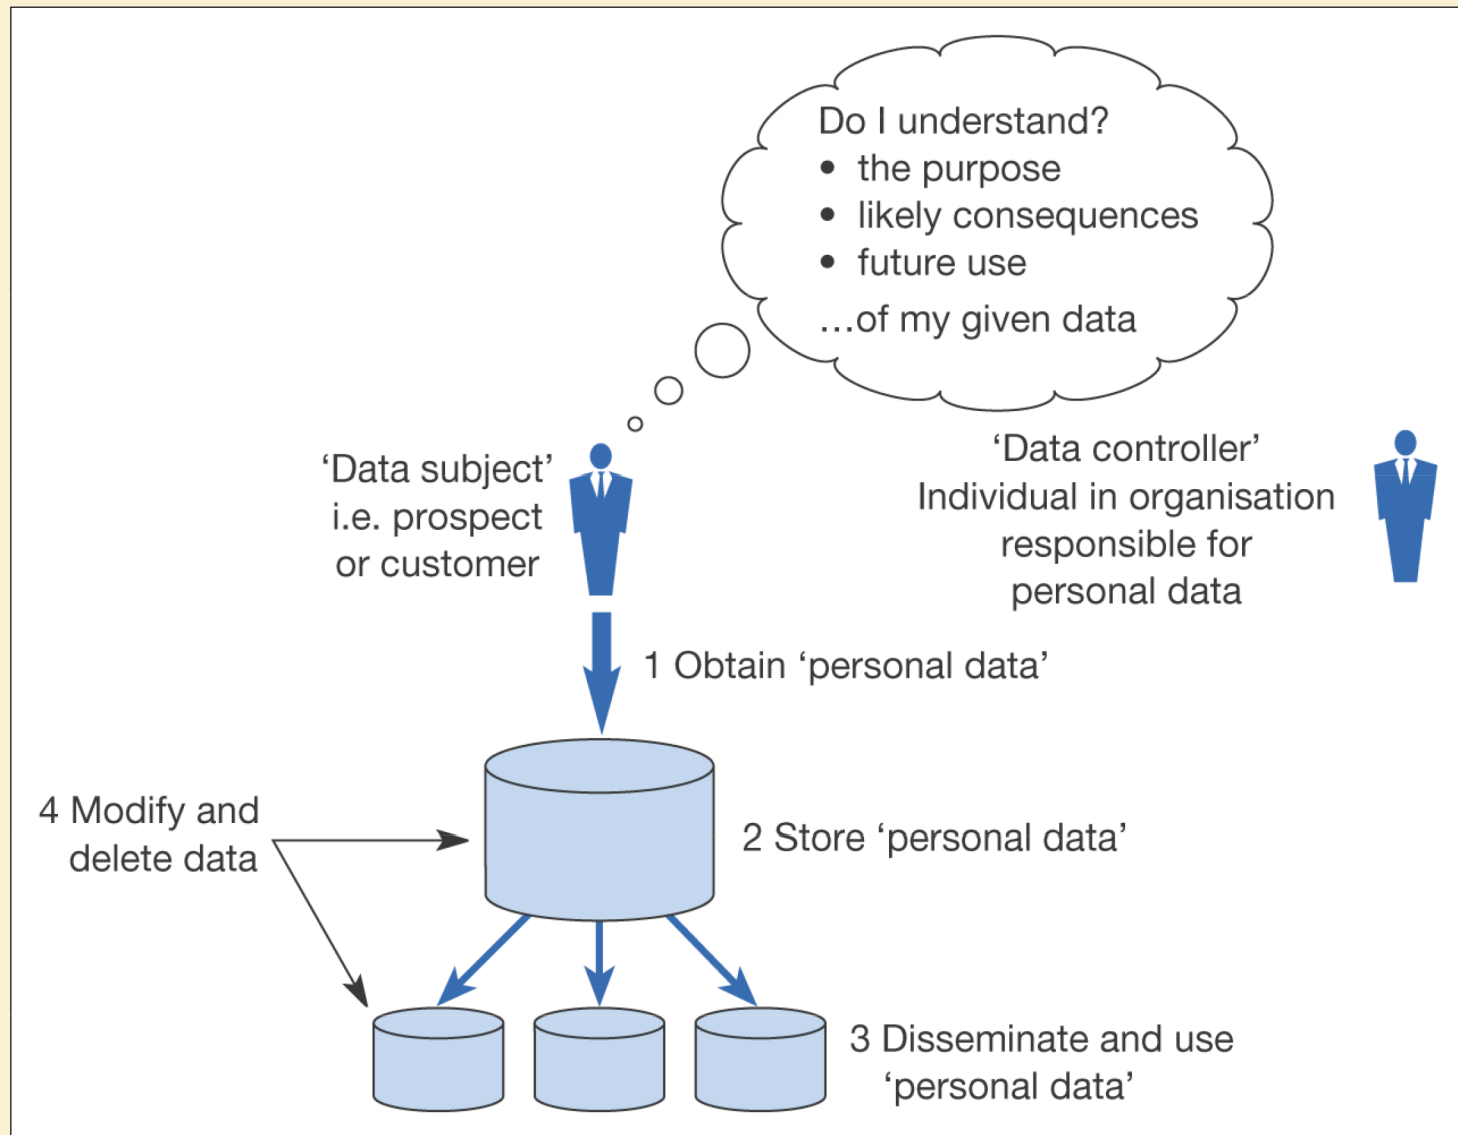 Do I understand?
• the purpose
• likely consequences
• future use
...of my given data
‘Data subject’
i.e. prospect
or customer
‘Data controller’
Individual in organisation
responsible for
personal data
1 Obtain ‘personal data’
4 Modify and
delete data
2 Store ‘personal data’
3 Disseminate and use
‘personal data’